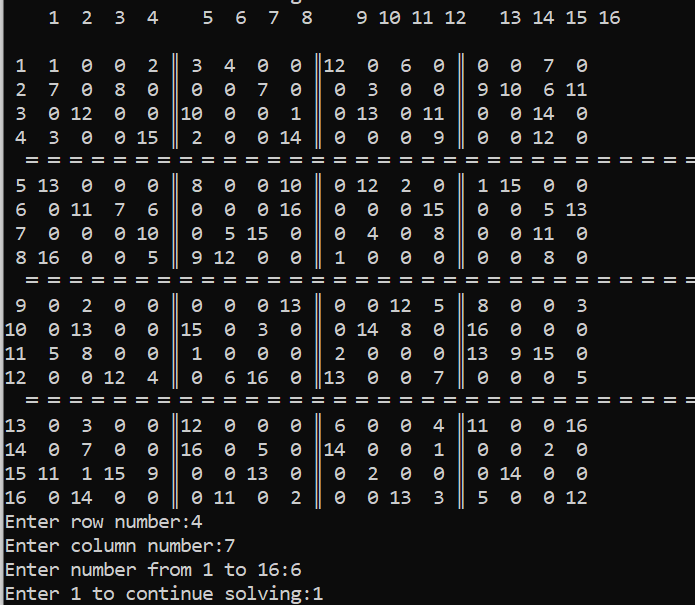 1 2 3 4 5 6 7 8 9 10 11 12 13 14 15 16
1 1 0 0 2 ║ 3 4 0 0 ║12 0 6 0 ║ 0 0 7 0
2 7 0 8 0 ║ 0 0 7 0 ║ 0 3 0 0 ║ 9 10 6 11
3 0 12 0 0 ║10 0 0 1 ║ 0 13 0 11 ║ 0 0 14 0
4 3 0 0 15 ║ 2 0 0 14 ║ 0 0 0 9 ║ 0 0 12 0
= = = = = = = = = = = = = = = = = = = = = = = = = = = = = = =
5 13 0 0 0 ║ 8 0 0 10 ║ 0 12 2 0 ║ 1 15 0 0
6 0 11 7 6 ║ 0 0 0 16 ║ 0 0 0 15 ║ 0 0 5 13
7 0 0 0 10 ║ 0 5 15 0 ║ 0 4 0 8 ║ 0 0 11 0
8 16 0 0 5 ║ 9 12 0 0 ║ 1 0 0 0 ║ 0 0 8 0
= = = = = = = = = = = = = = = = = = = = = = = = = = = = = = =
9 0 2 0 0 ║ 0 0 0 13 ║ 0 0 12 5 ║ 8 0 0 3
10 0 13 0 0 ║15 0 3 0 ║ 0 14 8 0 ║16 0 0 0
11 5 8 0 0 ║ 1 0 0 0 ║ 2 0 0 0 ║13 9 15 0
12 0 0 12 4 ║ 0 6 16 0 ║13 0 0 7 ║ 0 0 0 5
= = = = = = = = = = = = = = = = = = = = = = = = = = = = = = =
13 0 3 0 0 ║12 0 0 0 ║ 6 0 0 4 ║11 0 0 16
14 0 7 0 0 ║16 0 5 0 ║14 0 0 1 ║ 0 0 2 0
15 11 1 15 9 ║ 0 0 13 0 ║ 0 2 0 0 ║ 0 14 0 0
16 0 14 0 0 ║ 0 11 0 2 ║ 0 0 13 3 ║ 5 0 0 12
Enter row number:4
Enter column number:7
Enter number from 1 to 16:6
Enter 1 to continue solving:1